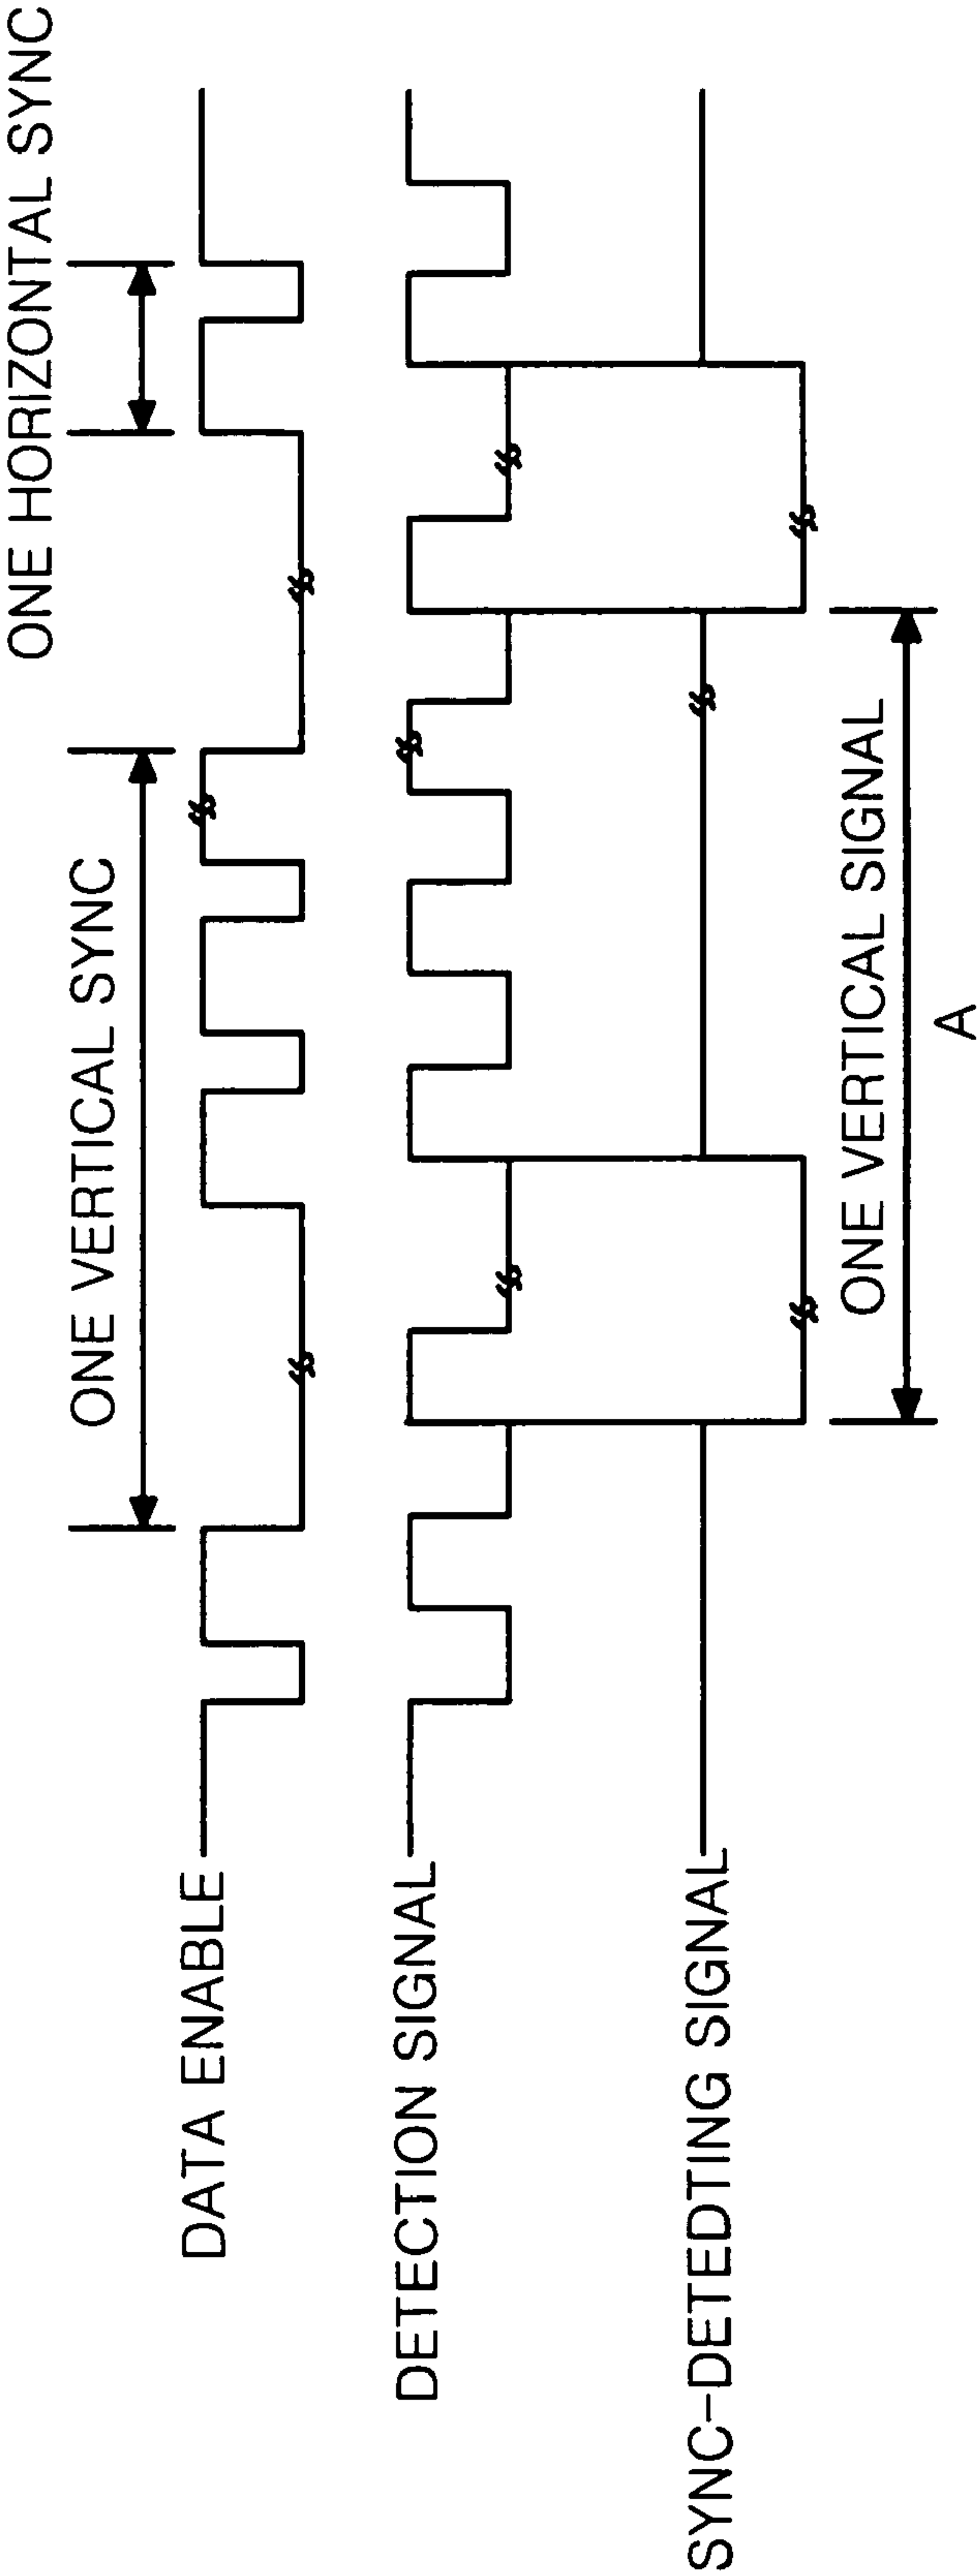 ONE HORIZONTAL SYNC
ONE VERTICAL SYNC
DATA ENABLE
DETECTION SIGNAL
SYNC-DETEDTING SIGNAL
ONE VERTICAL SIGNAL
A